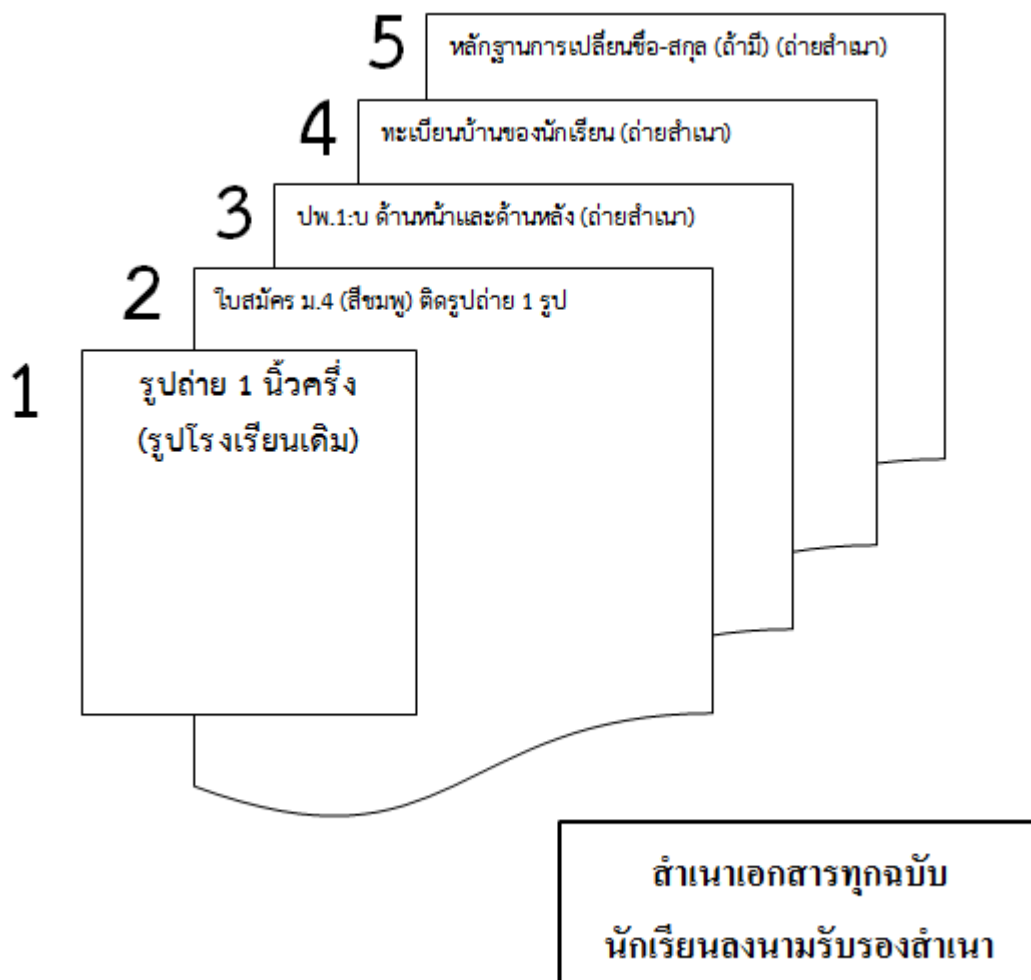 5 หลักฐานการเปลี่ยนชื่อ-สกุล (ถ้ามี) (ถ่ายสำเนา)
4 ทะเบียนบ้านของนักเรียน (ถ่ายสำเนา)
3 ปพ.1:บ ด้านหน้าและด้านหลัง (ถ่ายสำเนา)
2 ใบสมัคร ม.4 (สีชมพู) ติดรูปถ่าย 1 รูป
1 รูปถ่าย 1 นิ้วครึ่ง
(รูปโรงเรียนเดิม)
สำเนาเอกสารทุกฉบับ
นักเรียนลงนามรับรองสำเนา